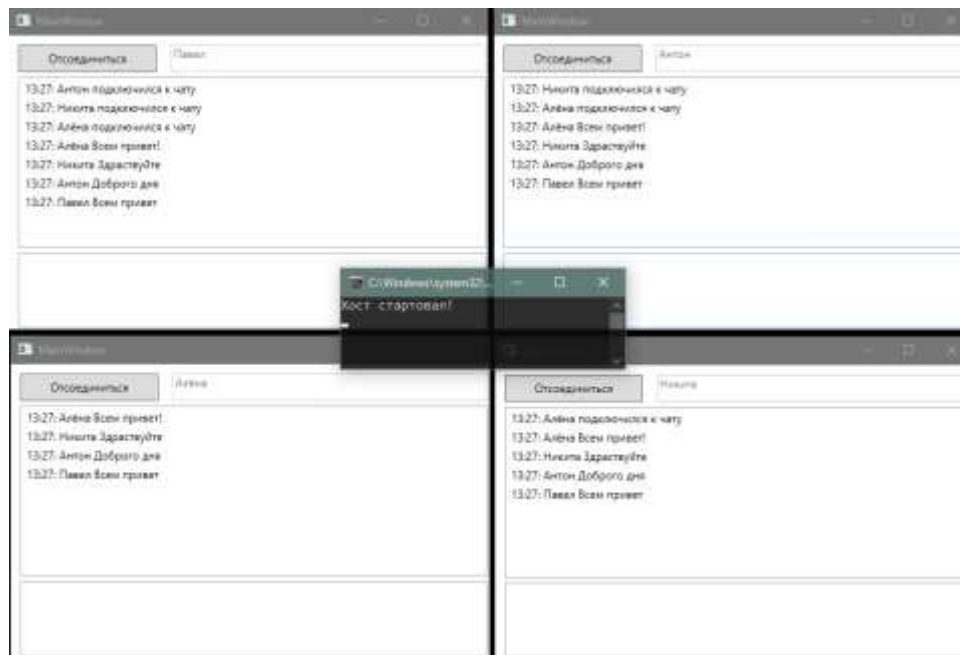 MainWindow
Отсоединиться Павел
13:27: Антон подключился к чату
13:27: Никита подключился к чату
13:27: Алёна подключился к чату
13:27: Алёна Всем привет!
13:27: Никита Здраствуйте
13:27: Антон Доброго дня
13:27: Павел Всем привет
MainWindow
Отсоединиться Антон
13:27: Никита подключился к чату
13:27: Алёна подключился к чату
13:27: Алёна Всем привет!
13:27: Никита Здраствуйте
13:27: Антон Доброго дня
13:27: Павел Всем привет
C:\Windows\system32\...
Хост стартовал!
MainWindow
Отсоединиться Алёна
13:27: Алёна Всем привет!
13:27: Никита Здраствуйте
13:27: Антон Доброго дня
13:27: Павел Всем привет
Отсоединиться Никита
13:27: Алёна подключился к чату
13:27: Алёна Всем привет!
13:27: Никита Здраствуйте
13:27: Антон Доброго дня
13:27: Павел Всем привет